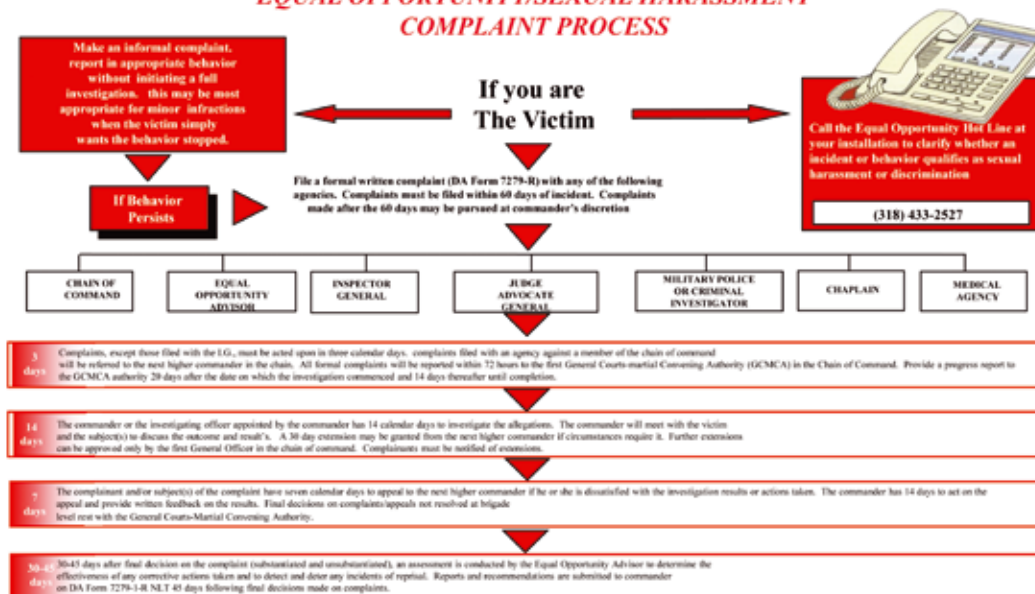 EQUAL OPPORTUNITY/SEXUAL HARASSMENT
COMPLAINT PROCESS
Make an informal complaint.
report in appropriate behavior
without initiating a full
investigation. this may be most
appropriate for minor infractions
when the victim simply
wants the behavior stopped.
If you are
The Victim
Call the Equal Opportunity Hot Line at
your installation to clarify whether an
incident or behavior qualifies as sexual
harassment or discrimination
(318) 433-2527
If Behavior
Persists
File a formal written complaint (DA Form 7279-R) with any of the following
agencies. Complaints must be filed within 60 days of incident. Complaints
made after the 60 days may be pursued at commander's discretion
CHAIN OF
COMMAND
EQUAL
OPPORTUNITY
ADVISOR
INSPECTOR
GENERAL
JUDGE
ADVOCATE
GENERAL
MILITARY POLICE
OR CRIMINAL
INVESTIGATOR
CHAPLAIN
MEDICAL
AGENCY
3
days
Complaints, except those filed with the I.G., must be acted upon in three calendar days. complaints filed with an agency against a member of the chain of command
will be referred to the next higher commander in the chain. All formal complaints will be reported within 72 hours to the first General Courts-martial Convening Authority (GCMCA) in the Chain of Command. Provide a progress report to
the GCMCA authority 20 days after the date on which the investigation commenced and 14 days thereafter until completion.
14
days
The commander or the investigating officer appointed by the commander has 14 calendar days to investigate the allegations. The commander will meet with the victim
and the subject(s) to discuss the outcome and result's. A 30 day extension may be granted from the next higher commander if circumstances require it. Further extensions
can be approved only by the first General Officer in the chain of command. Complainants must be notified of extensions.
7
days
The complainant and/or subject(s) of the complaint have seven calendar days to appeal to the next higher commander if he or she is dissatisfied with the investigation results or actions taken. The commander has 14 days to act on the
appeal and provide written feedback on the results. Final decisions on complaints/appeals not resolved at brigade
level rest with the General Courts-Martial Convening Authority.
30-45
days
30-45 days after final decision on the complaint (substantiated and unsubstantiated), an assessment is conducted by the Equal Opportunity Advisor to determine the
effectiveness of any corrective actions taken and to detect and deter any incidents of reprisal. Reports and recommendations are submitted to commander
on DA Form 7279-1-R NLT 45 days following final decisions made on complaints.